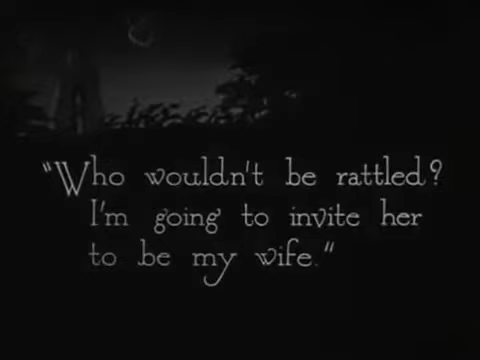 "Who wouldn't be rattled?
I'm going to invite her
to be my wife."